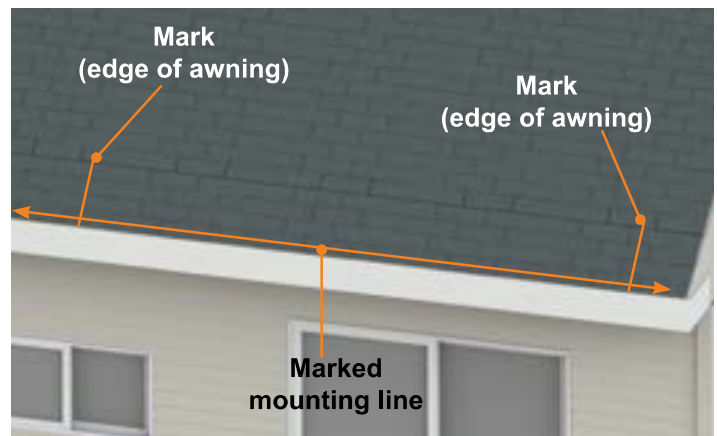 Mark
(edge of awning)
Mark
(edge of awning)
Marked
mounting line